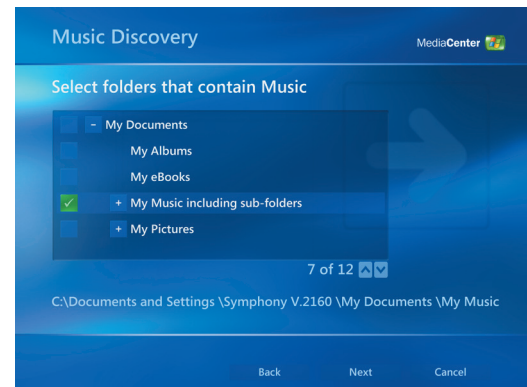 Music Discovery
MediaCenter
Select folders that contain Music
- My Documents
My Albums
My eBooks
+ My Music including sub-folders
+ My Pictures
7 of 12
C:\Documents and Settings \Symphony V.2160 \My Documents \My Music
Back Next Cancel